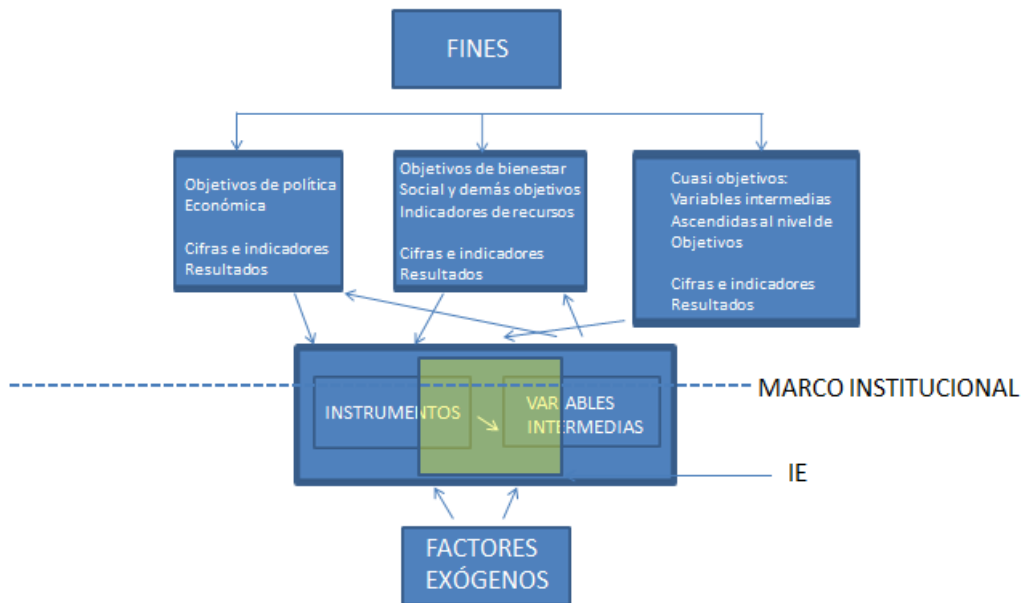 FINES
Objetivos de política
Económica
Cifras e indicadores
Resultados
Objetivos de bienestar
Social y demás objetivos
Indicadores de recursos
Cifras e indicadores
Resultados
Cuasi objetivos:
Variables intermedias
Ascendidas al nivel de
Objetivos
Cifras e indicadores
Resultados
MARCO INSTITUCIONAL
INSTRUMENTOS
VARIABLES
INTERMEDIAS
IE
FACTORES
EXÓGENOS